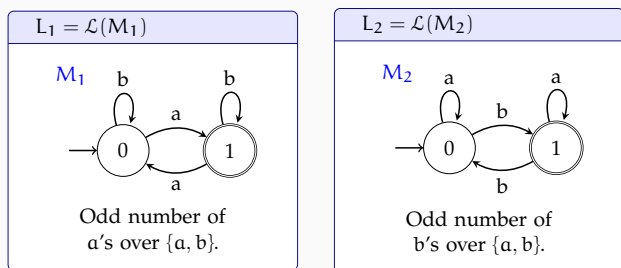 L₁ = ℒ(M₁)
M₁
b
b
a
0
1
a
Odd number of
a's over {a, b}.
L₂ = ℒ(M₂)
M₂
a
a
b
0
1
b
Odd number of
b's over {a, b}.